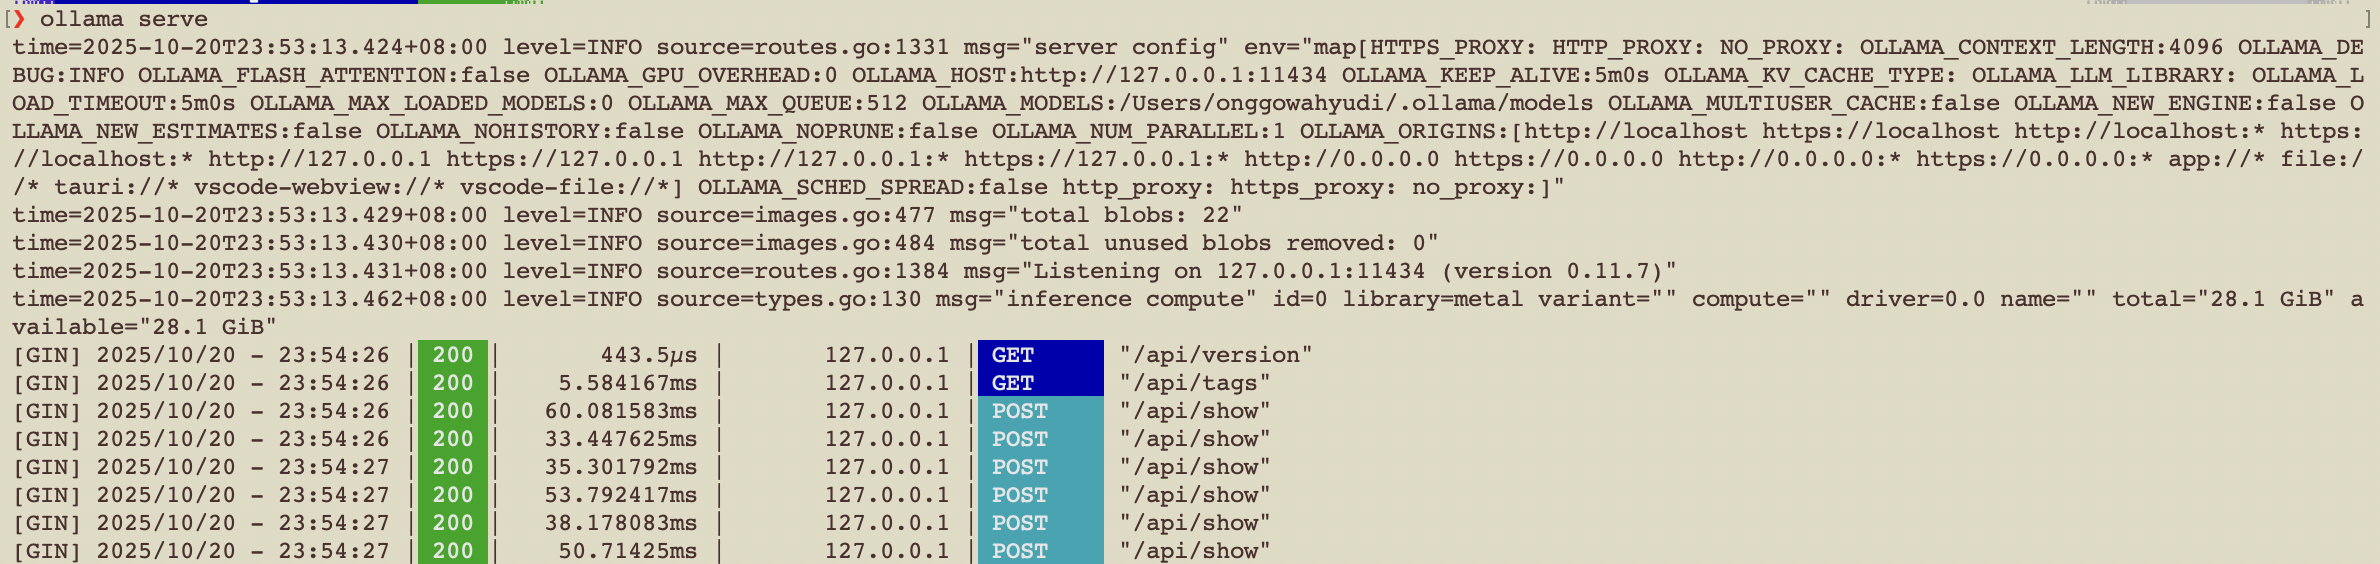 [❯ ollama serve ]
time=2025-10-20T23:53:13.424+08:00 level=INFO source=routes.go:1331 msg="server config" env="map[HTTPS_PROXY: HTTP_PROXY: NO_PROXY: OLLAMA_CONTEXT_LENGTH:4096 OLLAMA_DE
BUG:INFO OLLAMA_FLASH_ATTENTION:false OLLAMA_GPU_OVERHEAD:0 OLLAMA_HOST:http://127.0.0.1:11434 OLLAMA_KEEP_ALIVE:5m0s OLLAMA_KV_CACHE_TYPE: OLLAMA_LLM_LIBRARY: OLLAMA_L
OAD_TIMEOUT:5m0s OLLAMA_MAX_LOADED_MODELS:0 OLLAMA_MAX_QUEUE:512 OLLAMA_MODELS:/Users/onggowahyudi/.ollama/models OLLAMA_MULTIUSER_CACHE:false OLLAMA_NEW_ENGINE:false O
LLAMA_NEW_ESTIMATES:false OLLAMA_NOHISTORY:false OLLAMA_NOPRUNE:false OLLAMA_NUM_PARALLEL:1 OLLAMA_ORIGINS:[http://localhost https://localhost http://localhost:* https:
//localhost:* http://127.0.0.1 https://127.0.0.1 http://127.0.0.1:* https://127.0.0.1:* http://0.0.0.0 https://0.0.0.0 http://0.0.0.0:* https://0.0.0.0:* app://* file:/
/* tauri://* vscode-webview://* vscode-file://*] OLLAMA_SCHED_SPREAD:false http_proxy: https_proxy: no_proxy:]"
time=2025-10-20T23:53:13.429+08:00 level=INFO source=images.go:477 msg="total blobs: 22"
time=2025-10-20T23:53:13.430+08:00 level=INFO source=images.go:484 msg="total unused blobs removed: 0"
time=2025-10-20T23:53:13.431+08:00 level=INFO source=routes.go:1384 msg="Listening on 127.0.0.1:11434 (version 0.11.7)"
time=2025-10-20T23:53:13.462+08:00 level=INFO source=types.go:130 msg="inference compute" id=0 library=metal variant="" compute="" driver=0.0 name="" total="28.1 GiB" a
vailable="28.1 GiB"
[GIN] 2025/10/20 - 23:54:26 | 200 | 443.5µs | 127.0.0.1 | GET "/api/version"
[GIN] 2025/10/20 - 23:54:26 | 200 | 5.584167ms | 127.0.0.1 | GET "/api/tags"
[GIN] 2025/10/20 - 23:54:26 | 200 | 60.081583ms | 127.0.0.1 | POST "/api/show"
[GIN] 2025/10/20 - 23:54:26 | 200 | 33.447625ms | 127.0.0.1 | POST "/api/show"
[GIN] 2025/10/20 - 23:54:27 | 200 | 35.301792ms | 127.0.0.1 | POST "/api/show"
[GIN] 2025/10/20 - 23:54:27 | 200 | 53.792417ms | 127.0.0.1 | POST "/api/show"
[GIN] 2025/10/20 - 23:54:27 | 200 | 38.178083ms | 127.0.0.1 | POST "/api/show"
[GIN] 2025/10/20 - 23:54:27 | 200 | 50.71425ms | 127.0.0.1 | POST "/api/show"